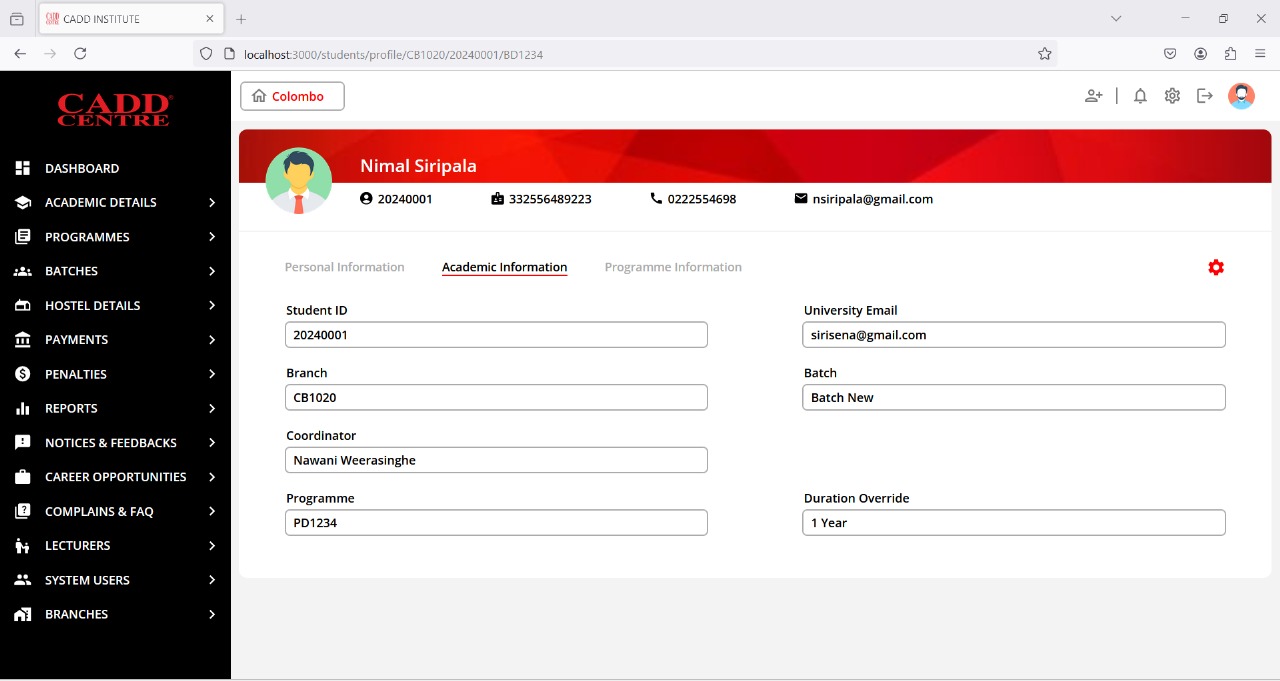 CADD INSTITUTE
localhost:3000/students/profile/CB1020/20240001/BD1234
CADD
CENTRE
Colombo
DASHBOARD
ACADEMIC DETAILS
PROGRAMMES
BATCHES
HOSTEL DETAILS
PAYMENTS
PENALTIES
REPORTS
NOTICES & FEEDBACKS
CAREER OPPORTUNITIES
COMPLAINS & FAQ
LECTURERS
SYSTEM USERS
BRANCHES
Nimal Siripala
20240001 332556489223 0222554698 nsiripala@gmail.com
Personal Information Academic Information Programme Information
Student ID University Email
20240001 sirisena@gmail.com
Branch Batch
CB1020 Batch New
Coordinator
Nawani Weerasinghe
Programme Duration Override
PD1234 1 Year